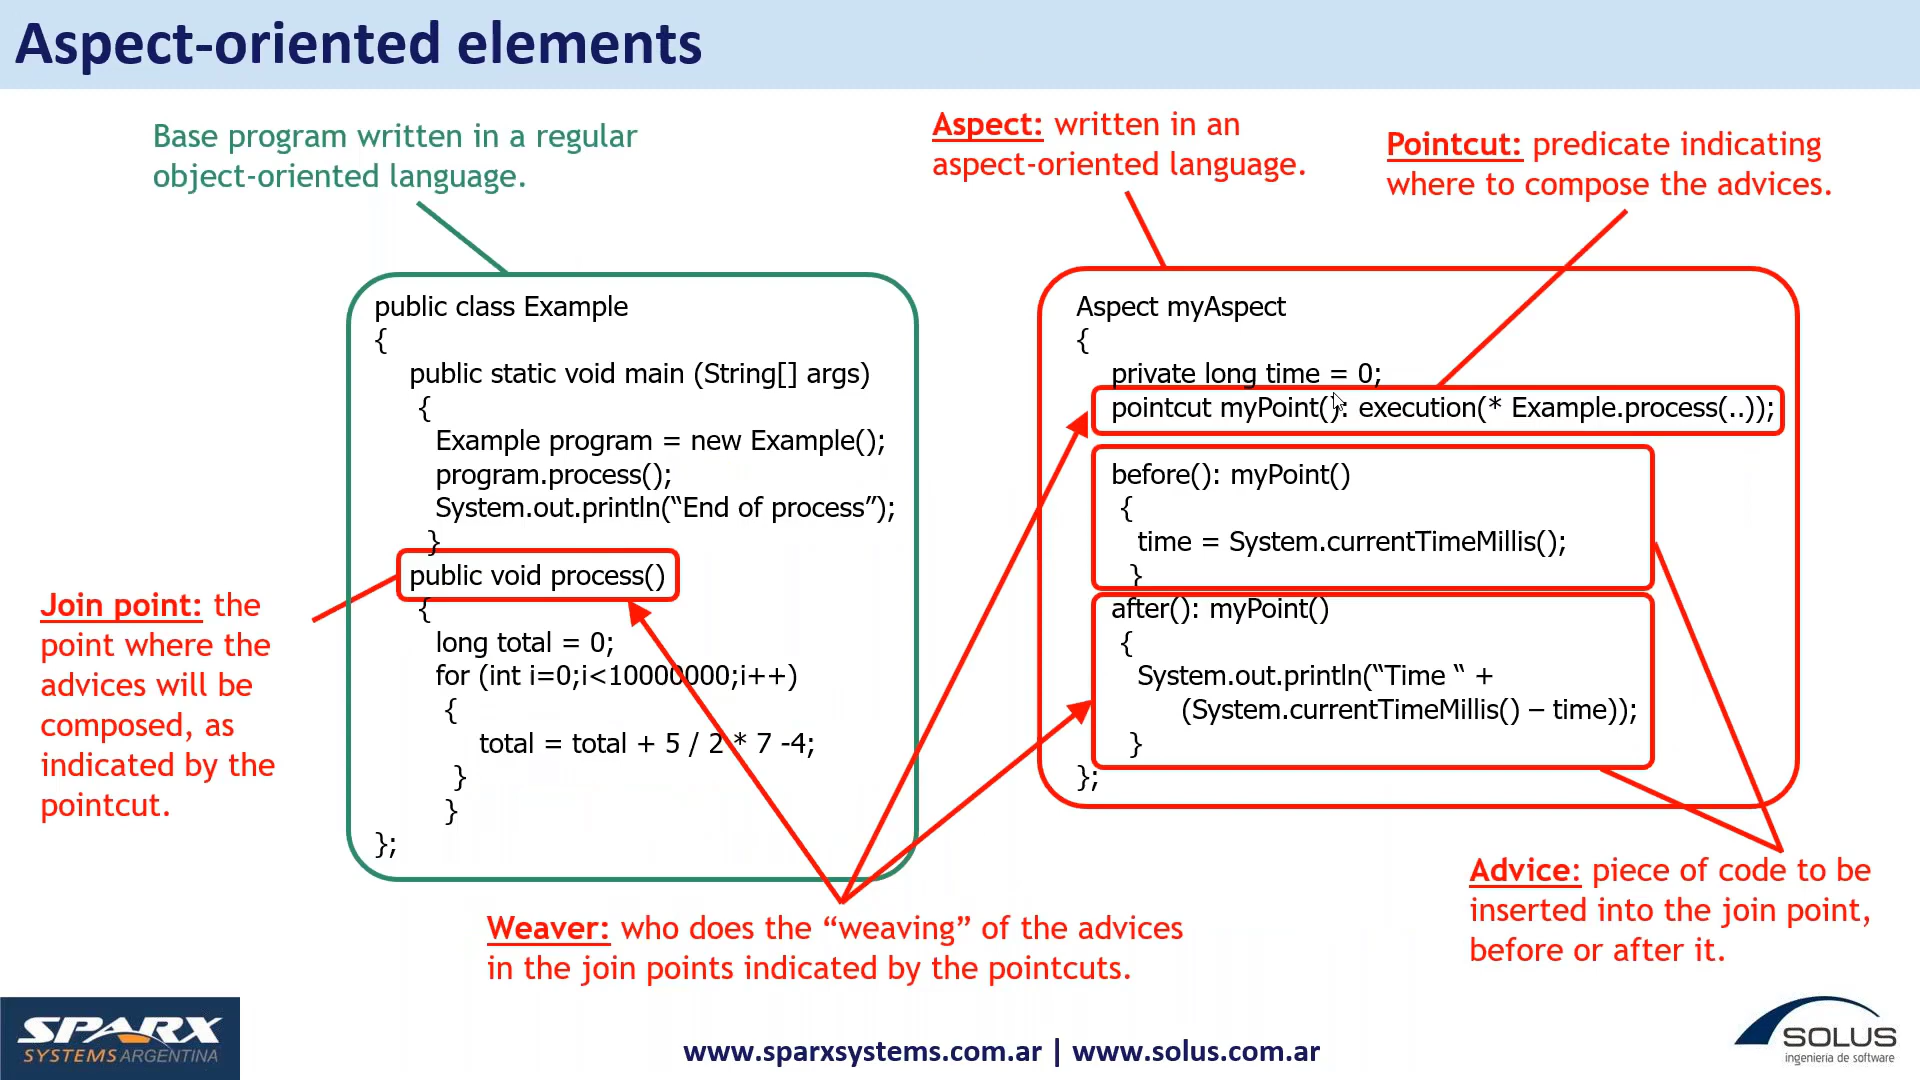 Aspect-oriented elements
Base program written in a regular
object-oriented language.
Aspect: written in an
aspect-oriented language.
Pointcut: predicate indicating
where to compose the advices.
public class Example
{
public static void main (String[] args)
{
Example program = new Example();
program.process();
System.out.println(“End of process”);
}
public void process()
{
long total = 0;
for (int i=0;i<10000000;i++)
{
total = total + 5 / 2 * 7 -4;
}
}
};
Aspect myAspect
{
private long time = 0;
pointcut myPoint(): execution(* Example.process(..));
before(): myPoint()
{
time = System.currentTimeMillis();
}
after(): myPoint()
{
System.out.println(“Time “ +
(System.currentTimeMillis() – time));
}
};
Join point: the
point where the
advices will be
composed, as
indicated by the
pointcut.
Weaver: who does the “weaving” of the advices
in the join points indicated by the pointcuts.
Advice: piece of code to be
inserted into the join point,
before or after it.
SPARX
SYSTEMS ARGENTINA
www.sparxsystems.com.ar | www.solus.com.ar
SOLUS
ingeniería de software